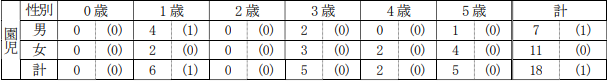 園児 性別 0歳 1歳 2歳 3歳 4歳 5歳 計
男 0 (0) 4 (1) 0 (0) 2 (0) 0 (0) 1 (0) 7 (1)
女 0 (0) 2 (0) 0 (0) 3 (0) 2 (0) 4 (0) 11 (0)
計 0 (0) 6 (1) 0 (0) 5 (0) 2 (0) 5 (0) 18 (1)